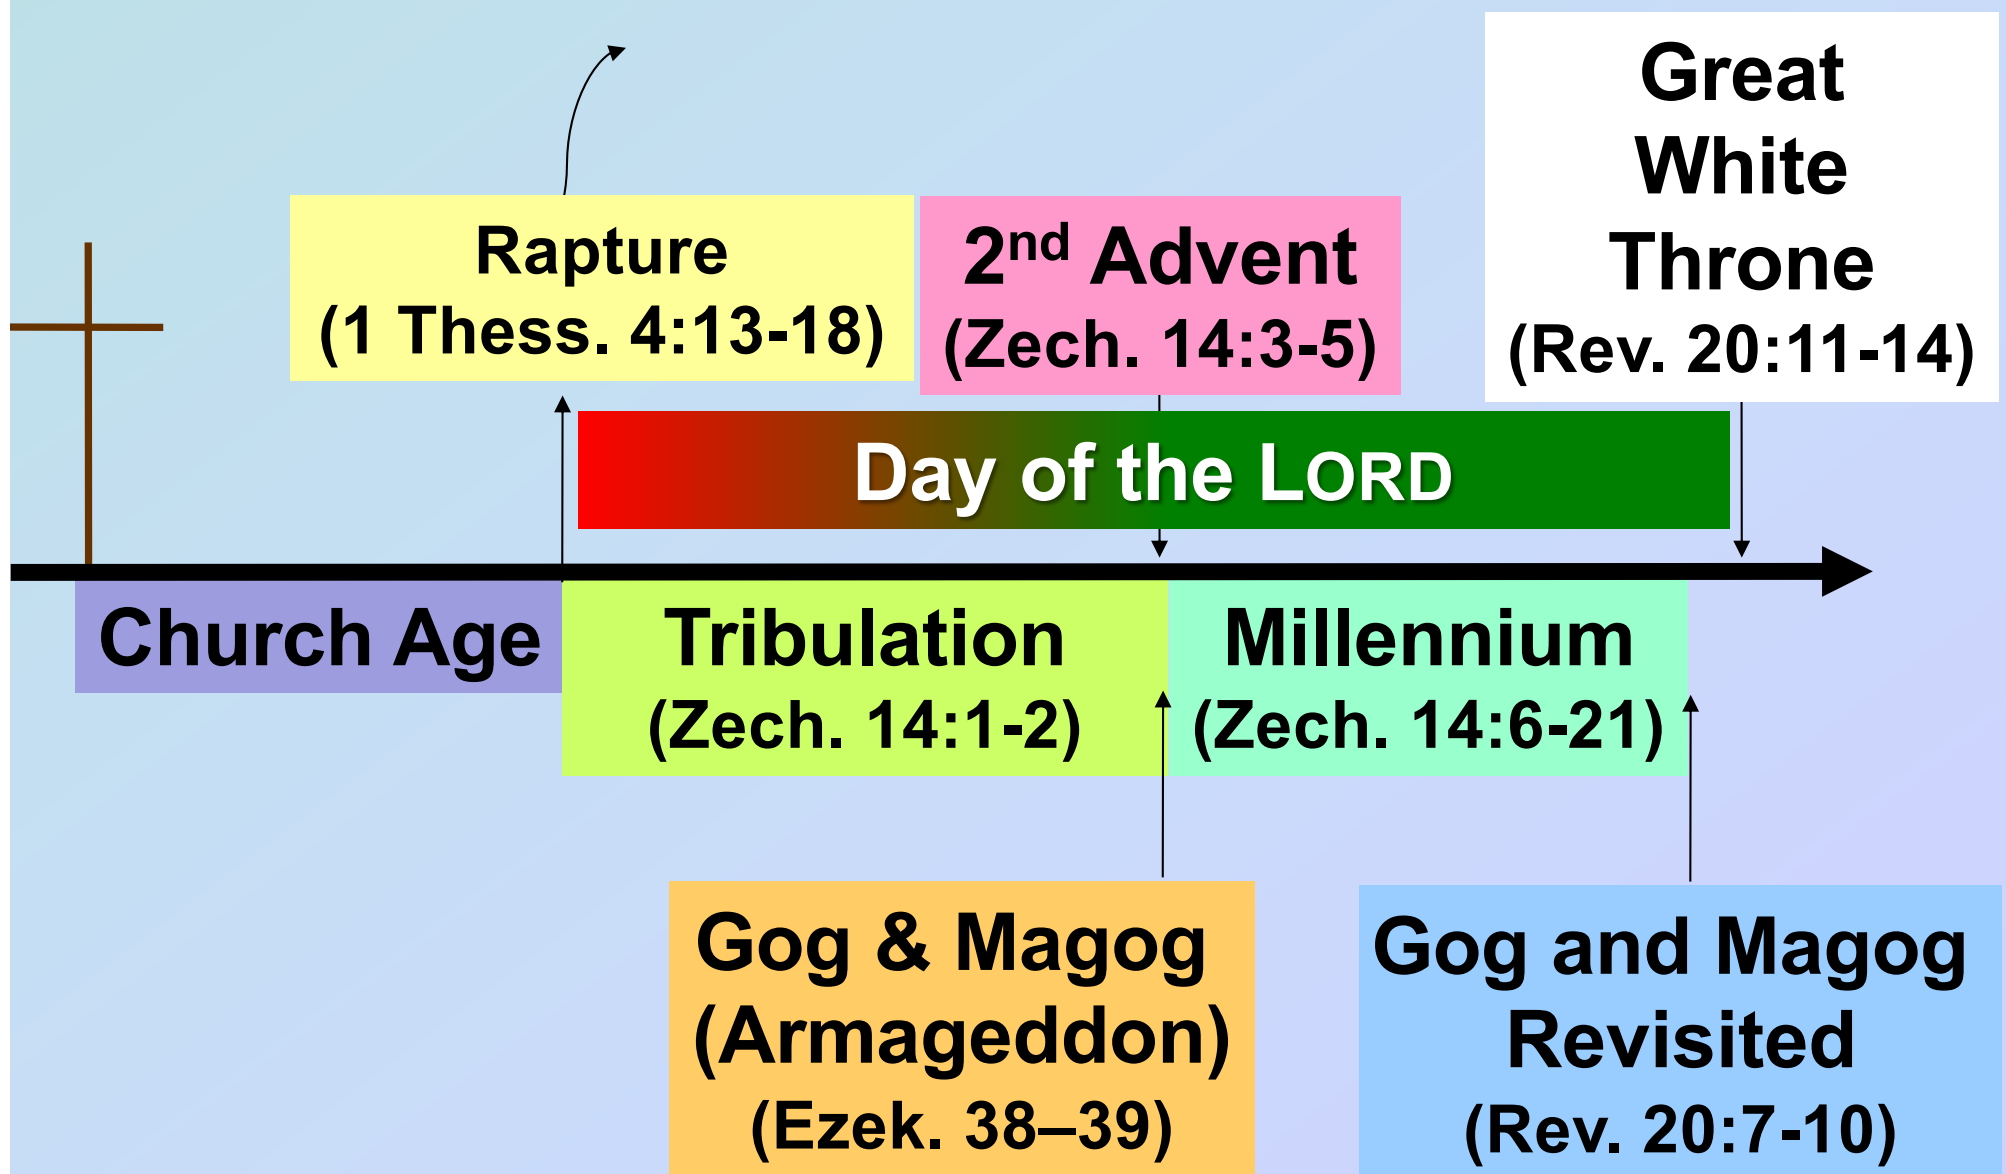 Rapture
(1 Thess. 4:13-18)
2nd Advent
(Zech. 14:3-5)
Great
White
Throne
(Rev. 20:11-14)
Day of the LORD
Church Age
Tribulation
(Zech. 14:1-2)
Millennium
(Zech. 14:6-21)
Gog & Magog
(Armageddon)
(Ezek. 38–39)
Gog and Magog
Revisited
(Rev. 20:7-10)